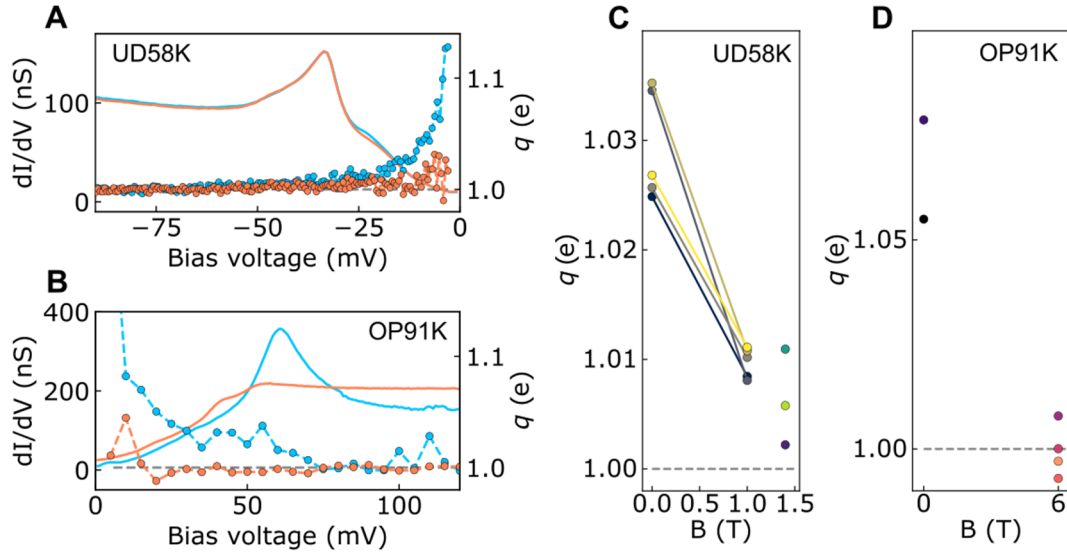 A
UD58K
dI/dV (nS)
100
0
q (e)
1.1
1.0
−75
−50
−25
0
Bias voltage (mV)
B
OP91K
dI/dV (nS)
400
200
0
q (e)
1.1
1.0
0
50
100
Bias voltage (mV)
C
UD58K
q (e)
1.03
1.02
1.01
1.00
0.0
0.5
1.0
1.5
B (T)
D
OP91K
q (e)
1.05
1.00
0
6
B (T)